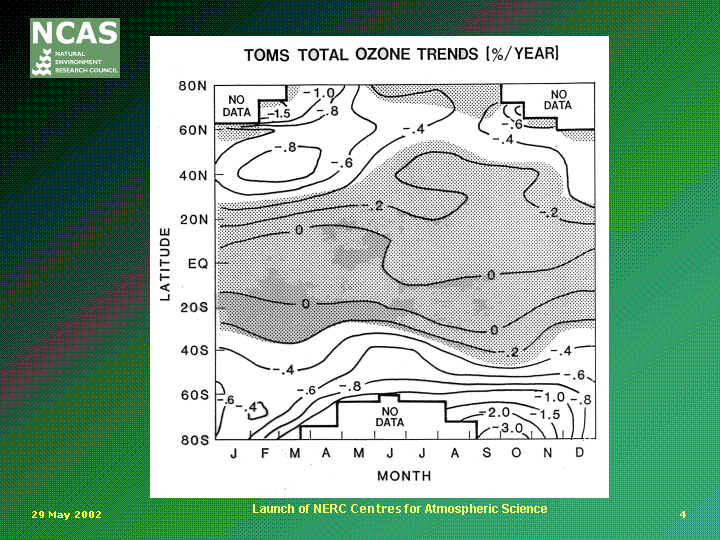 NCAS
NATURAL
ENVIRONMENT
RESEARCH COUNCIL
TOMS TOTAL OZONE TRENDS (%/YEAR)
80N
60N
40N
20N
EQ
20S
40S
60S
80S
LATITUDE
NO
DATA
-1.0
-1.5
-.8
NO
DATA
-.6
-.4
-.4
-.8
-.6
-.2
-.2
0
0
0
0
-.2
-.4
-.4
-.6
-.6
-.8
-.6
-.4
-1.0
-.8
NO
DATA
-2.0
-1.5
-3.0
J F M A M J J A S O N D
MONTH
29 May 2002
Launch of NERC Centres for Atmospheric Science
4